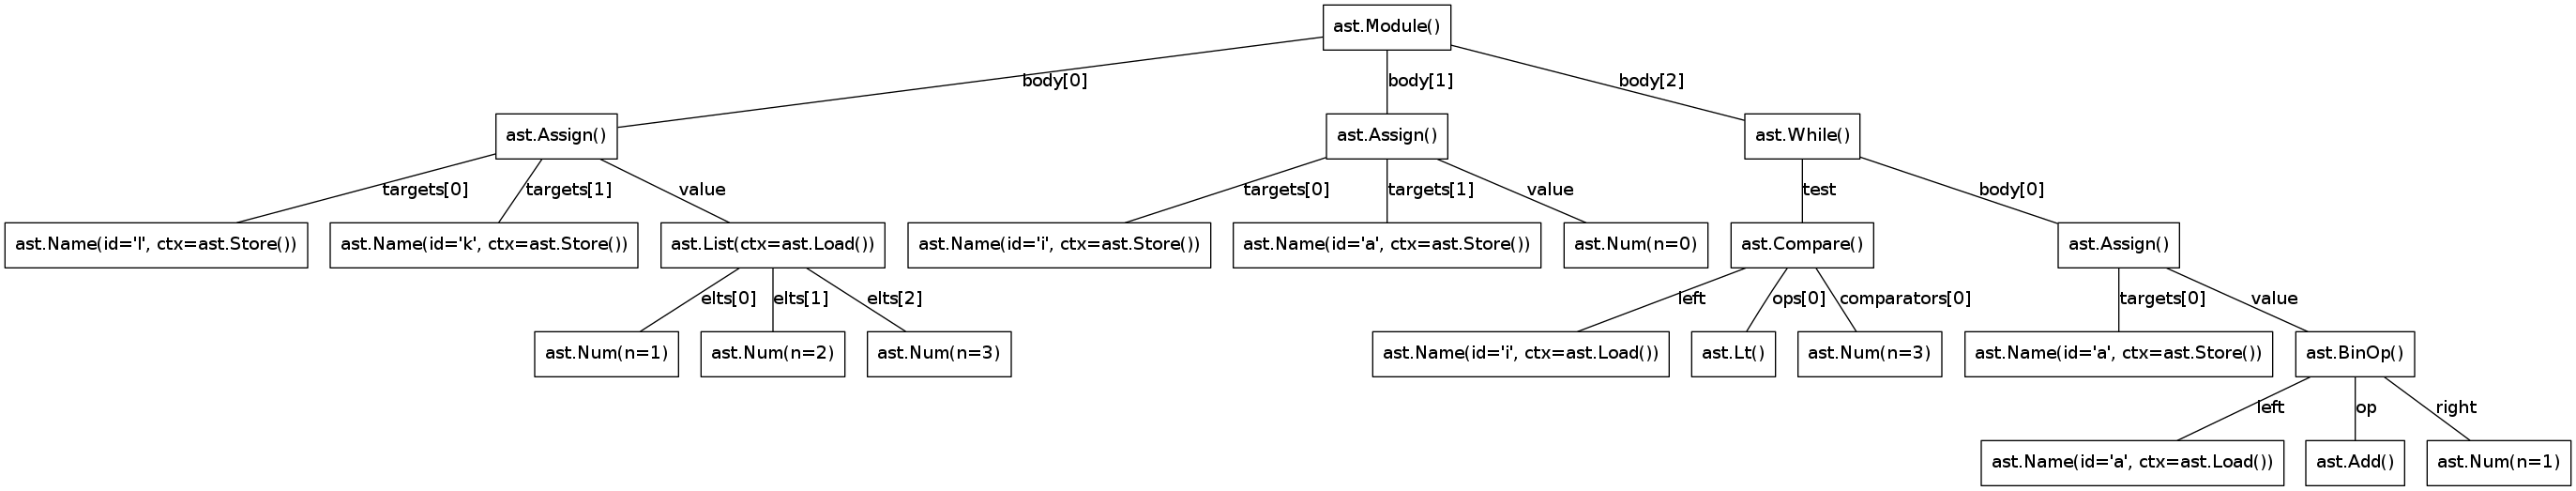 ast.Module()
body[0] body[1] body[2]
ast.Assign() ast.Assign() ast.While()
targets[0] targets[1] value targets[0] targets[1] value test body[0]
ast.Name(id='l', ctx=ast.Store()) ast.Name(id='k', ctx=ast.Store()) ast.List(ctx=ast.Load()) ast.Name(id='i', ctx=ast.Store()) ast.Name(id='a', ctx=ast.Store()) ast.Num(n=0) ast.Compare() ast.Assign()
elts[0] elts[1] elts[2] left ops[0] comparators[0] targets[0] value
ast.Num(n=1) ast.Num(n=2) ast.Num(n=3) ast.Name(id='i', ctx=ast.Load()) ast.Lt() ast.Num(n=3) ast.Name(id='a', ctx=ast.Store()) ast.BinOp()
left op right
ast.Name(id='a', ctx=ast.Load()) ast.Add() ast.Num(n=1)